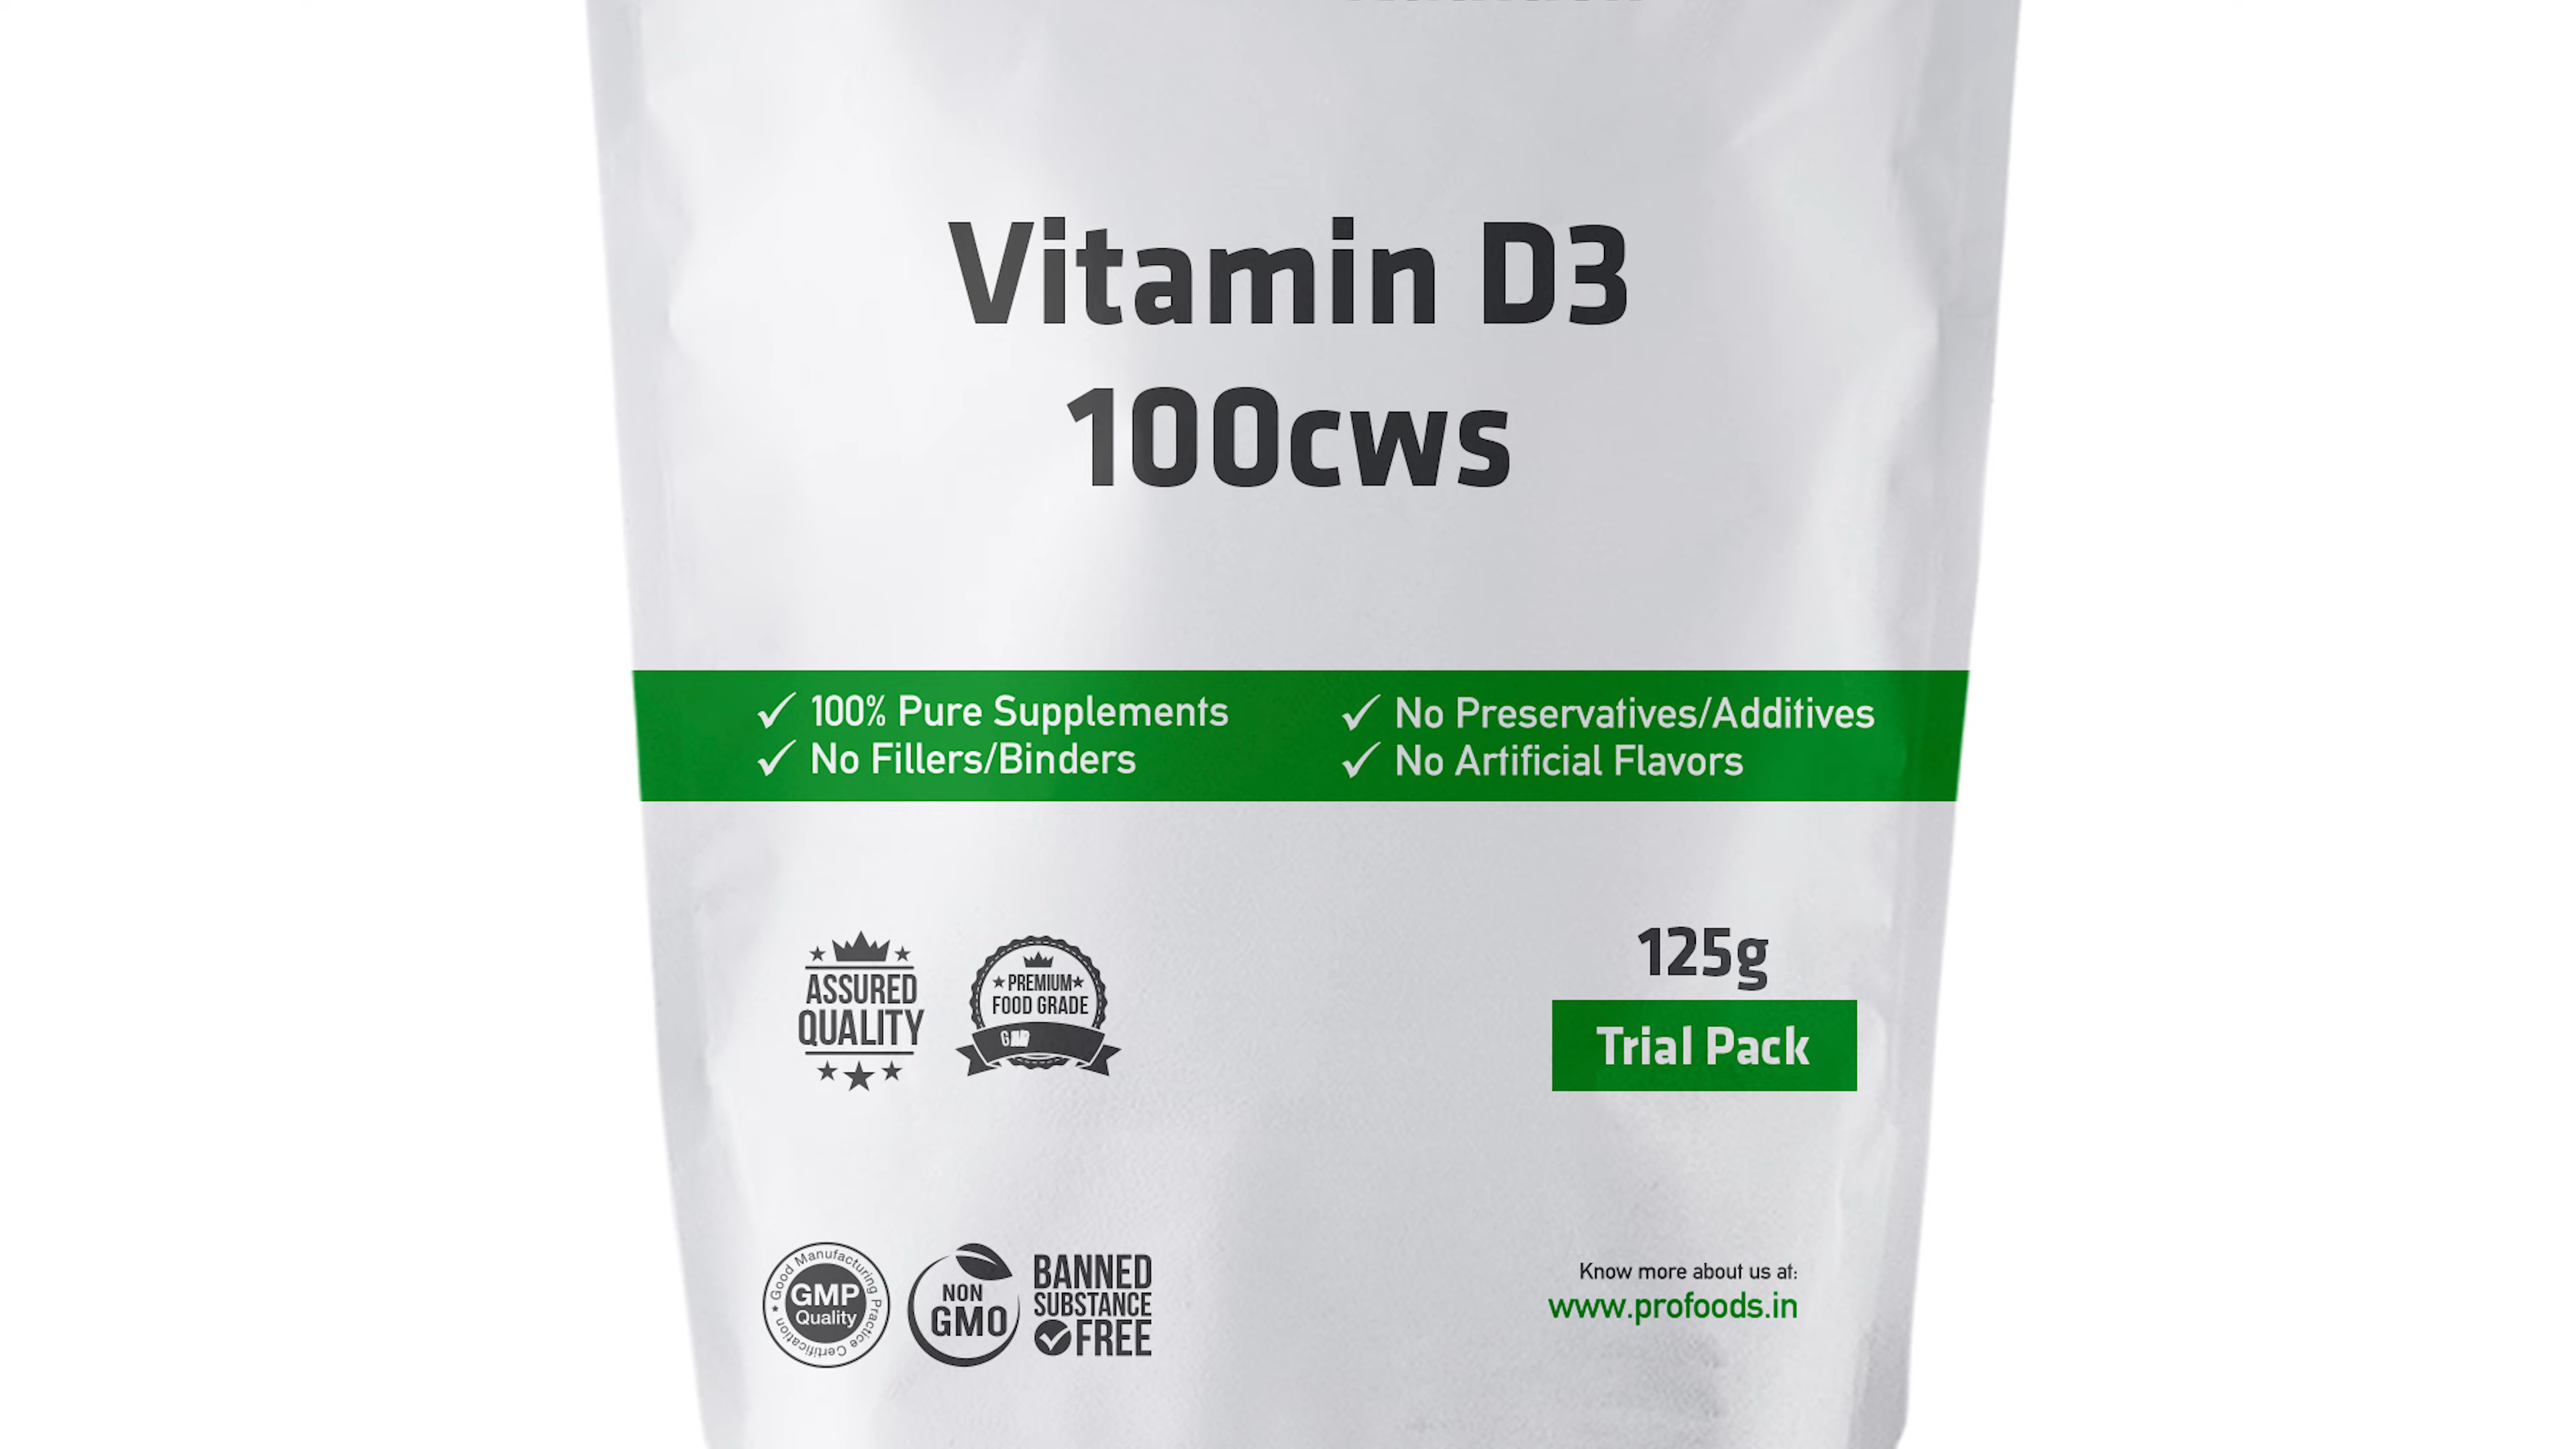 Vitamin D3
100cws
100% Pure Supplements
No Fillers/Binders
No Preservatives/Additives
No Artificial Flavors
ASSURED
QUALITY
PREMIUM
FOOD GRADE
125g
Trial Pack
Good Manufacturing Practice Certification
GMP
Quality
NON
GMO
BANNED
SUBSTANCE
FREE
Know more about us at:
www.profoods.in